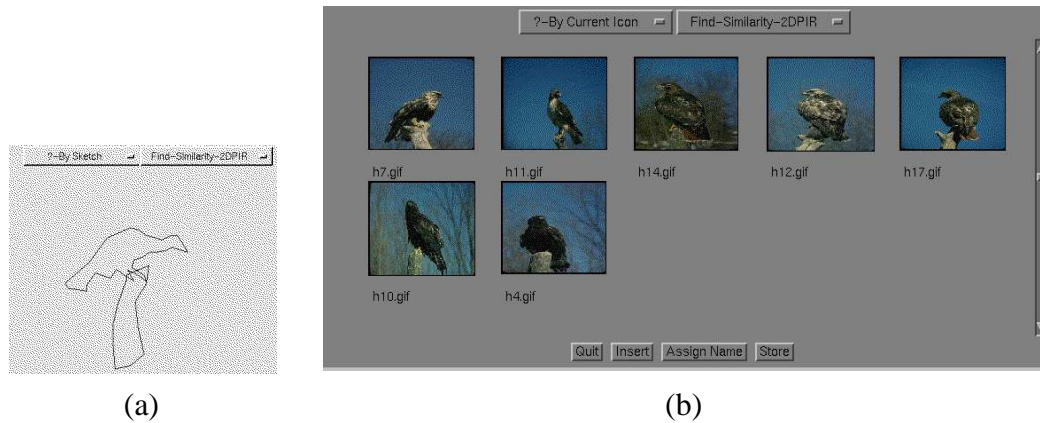 ?-By Current Icon Find-Similarity-2DPIR
h7.gif h11.gif h14.gif h12.gif h17.gif
h10.gif h4.gif
Quit Insert Assign Name Store
?-By Sketch Find-Similarity-2DPIR
(a) (b)